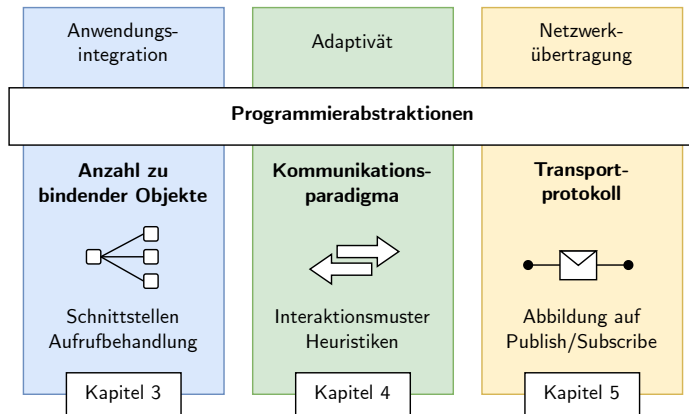 Anwendungs-
integration
Adaptivät
Netzwerk-
übertragung
Programmierabstraktionen
Anzahl zu
bindender Objekte
Kommunikations-
paradigma
Transport-
protokoll
Schnittstellen
Aufrufbehandlung
Interaktionsmuster
Heuristiken
Abbildung auf
Publish/Subscribe
Kapitel 3
Kapitel 4
Kapitel 5